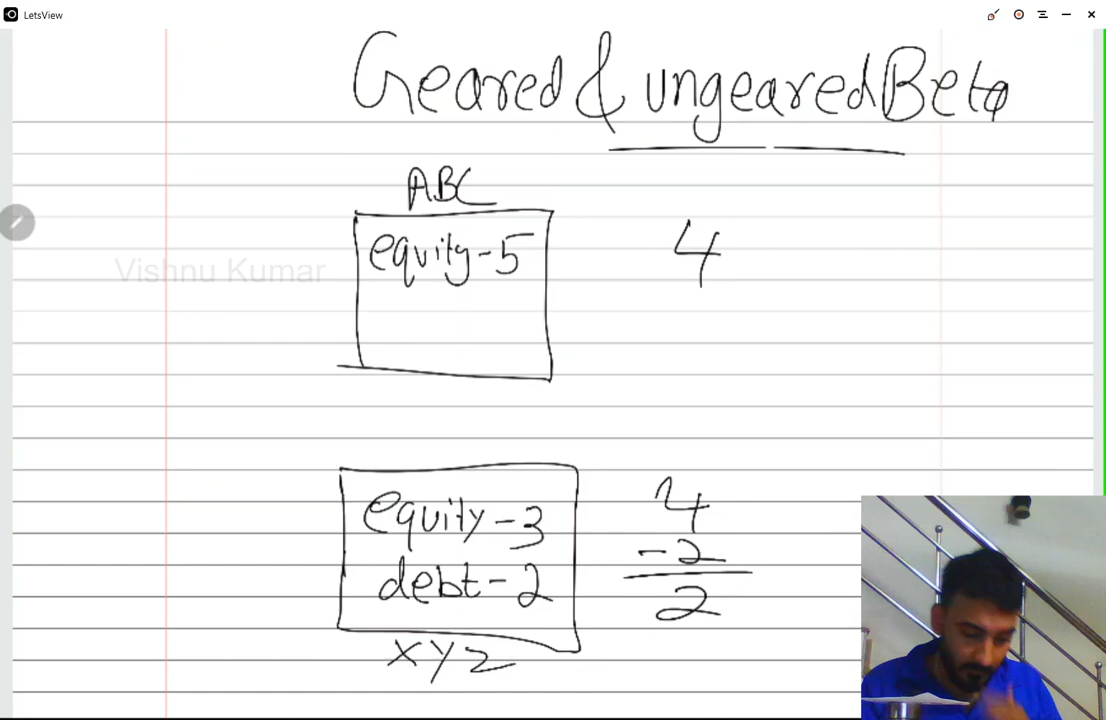 LetsView
Geared & ungeared Beta
ABC
equity-5
4
Vishnu Kumar
equity-3
debt-2
4
-2
2
XYZ